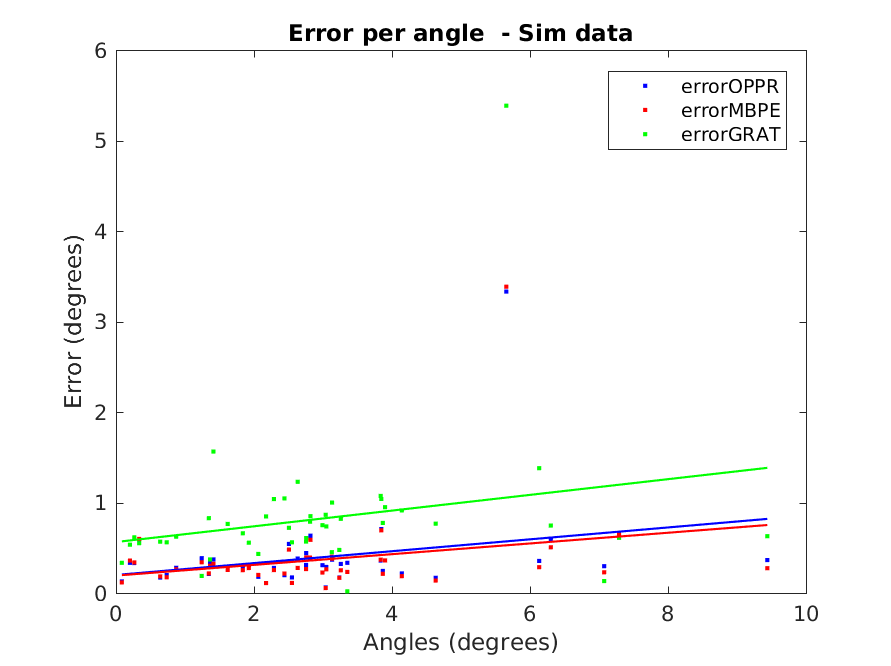 Error per angle - Sim data
6
5
4
3
2
1
0
Error (degrees)
errorOPPR
errorMBPE
errorGRAT
0
2
4
6
8
10
Angles (degrees)